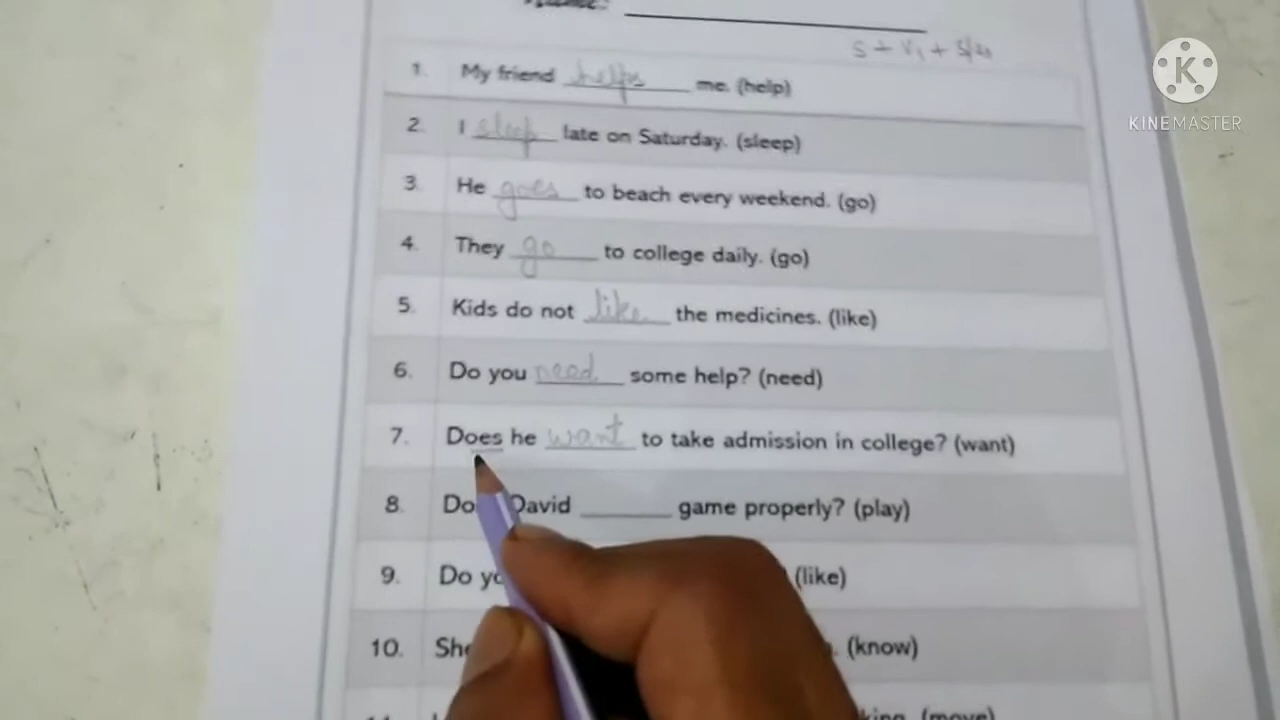 Name:
S + V1 + S/es
1. My friend helps me. (help)
2. I sleep late on Saturday. (sleep)
3. He goes to beach every weekend. (go)
4. They go to college daily. (go)
5. Kids do not like the medicines. (like)
6. Do you need some help? (need)
7. Does he want to take admission in college? (want)
8. David ______ game properly? (play)
9. Do (like)
10. She (know)
(move)
K
KINEMASTER